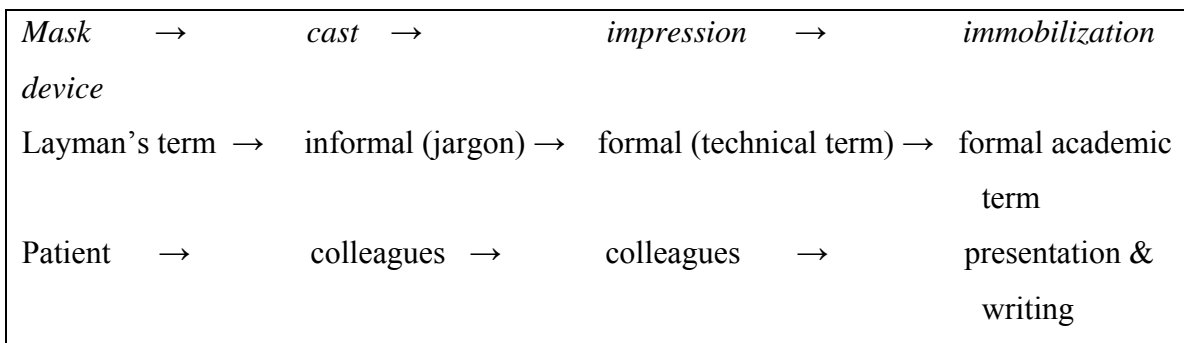 Mask → cast → impression → immobilization
device
Layman’s term → informal (jargon) → formal (technical term) → formal academic
term
Patient → colleagues → colleagues → presentation &
writing